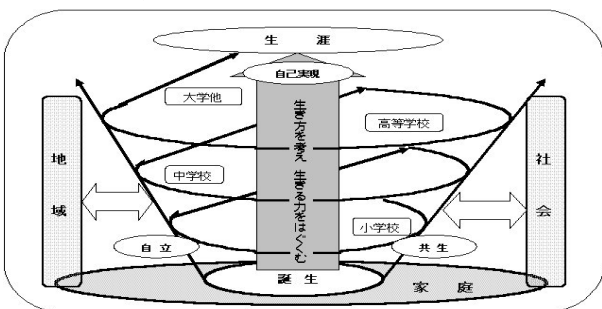 生 涯
自己実現
大学他
高等学校
地域
社会
生き方を考え 生きる力をはぐくむ
中学校
小学校
自 立
共 生
誕 生
家 庭